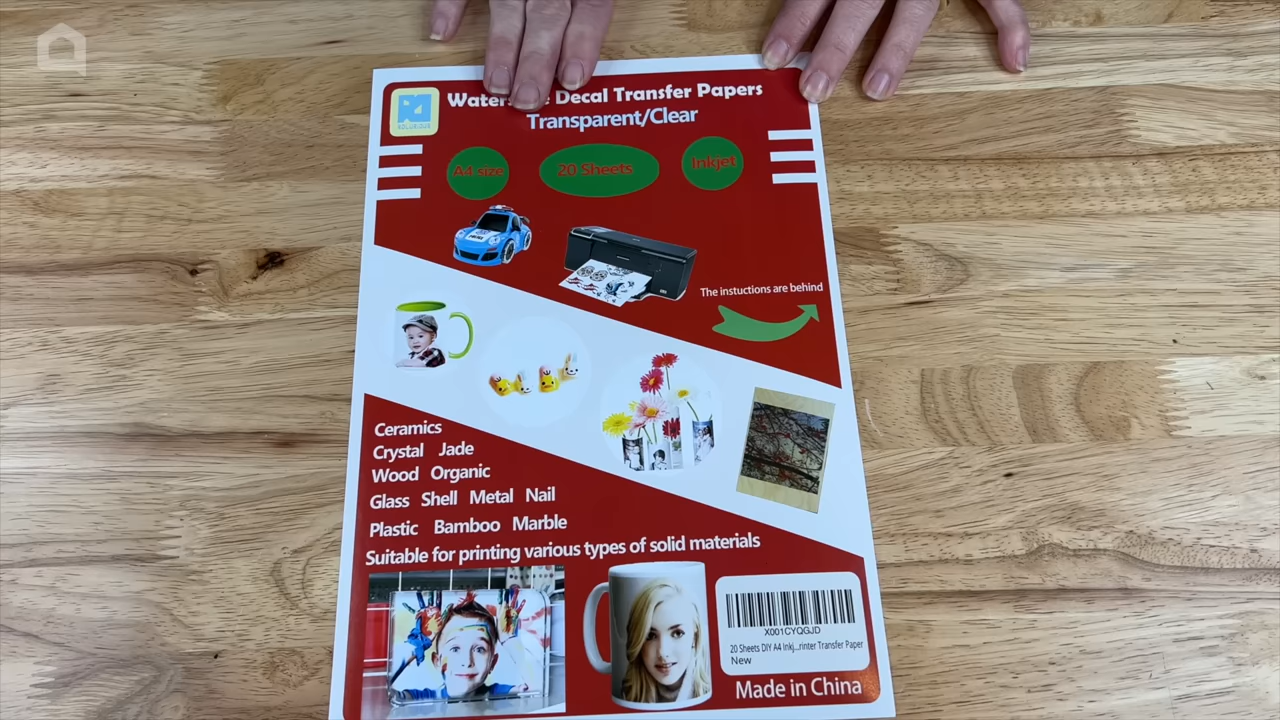 Decal Transfer Papers
Transparent/Clear
A4 size
20 Sheets
Inkjet
The instuctions are behind
Ceramics
Crystal Jade
Wood Organic
Glass Shell Metal Nail
Plastic Bamboo Marble
Suitable for printing various types of solid materials
X001CYQGJD
20 Sheets DIY A4 Inkj...rinter Transfer Paper
New
Made in China